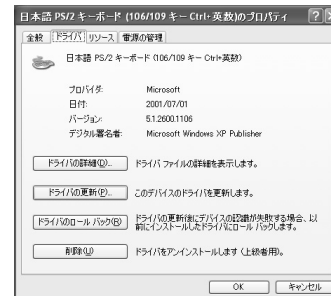 日本語 PS/2 キーボード (106/109 キー Ctrl+英数)のプロパティ
全般 ドライバ リソース 電源の管理
日本語 PS/2 キーボード (106/109 キー Ctrl+英数)
プロバイダ: Microsoft
日付: 2001/07/01
バージョン: 5.1.2600.1106
デジタル署名者: Microsoft Windows XP Publisher
ドライバの詳細(D)... ドライバ ファイルの詳細を表示します。
ドライバの更新(P)... このデバイスのドライバを更新します。
ドライバのロール バック(R) ドライバの更新後にデバイスの認識が失敗する場合、以
前にインストールしたドライバにロール バックします。
削除(U) ドライバをアンインストールします (上級者用)。
OK キャンセル